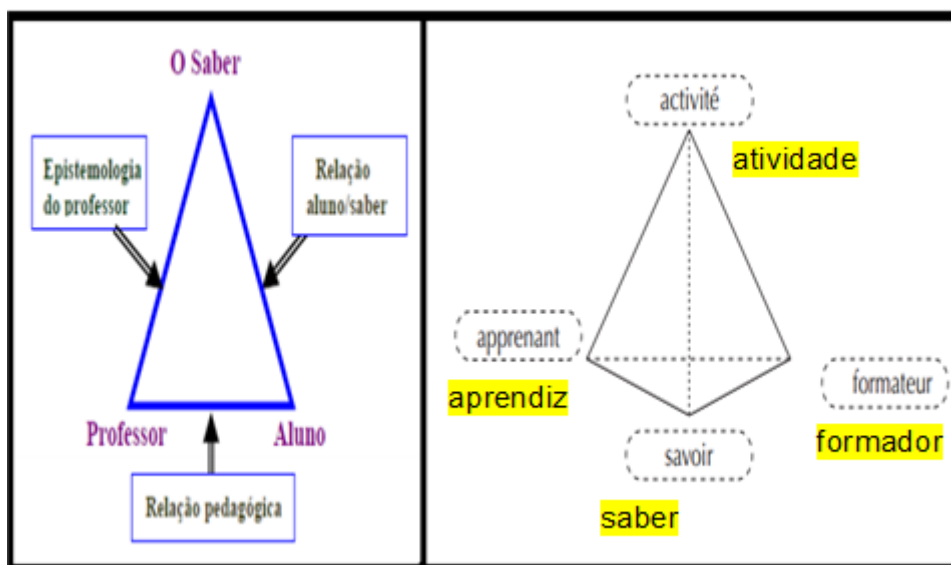 O Saber
Epistemologia
do professor
Relação
aluno/saber
Professor
Aluno
Relação pedagógica
activité
atividade
apprenant
aprendiz
formateur
formador
savoir
saber